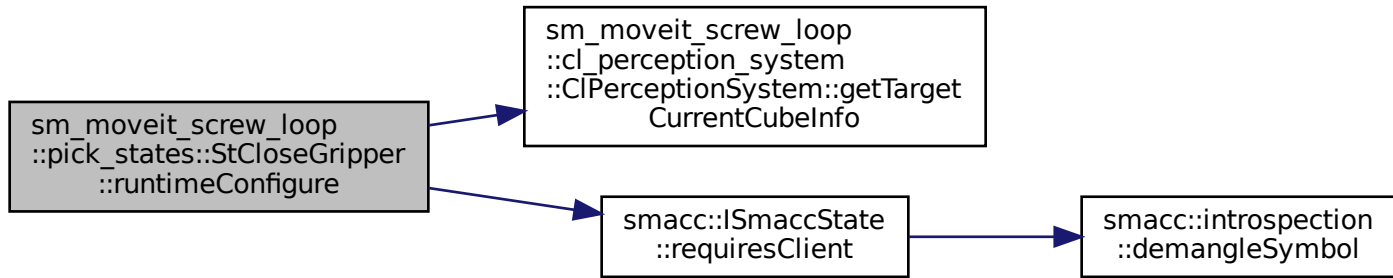 sm_moveit_screw_loop
::pick_states::StCloseGripper
::runtimeConfigure
sm_moveit_screw_loop
::cl_perception_system
::ClPerceptionSystem::getTarget
CurrentCubeInfo
smacc::ISmaccState
::requiresClient
smacc::introspection
::demangleSymbol